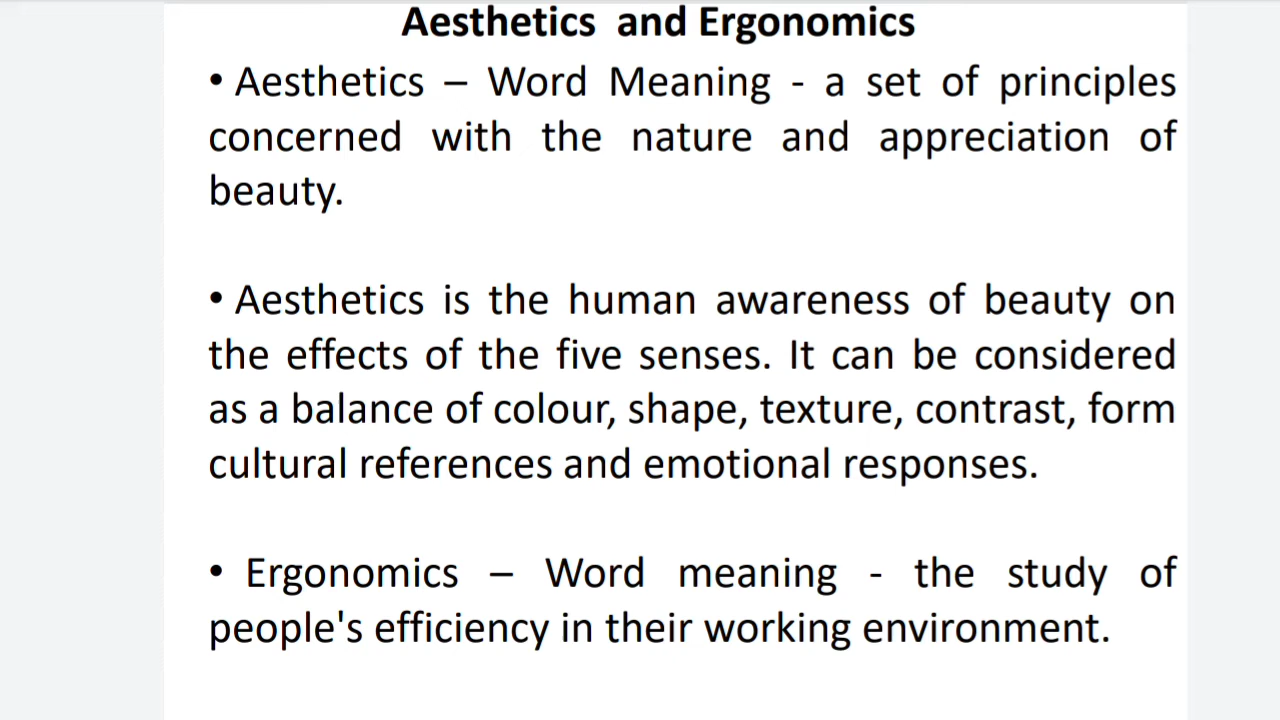 Aesthetics and Ergonomics
• Aesthetics – Word Meaning - a set of principles
concerned with the nature and appreciation of
beauty.
• Aesthetics is the human awareness of beauty on
the effects of the five senses. It can be considered
as a balance of colour, shape, texture, contrast, form
cultural references and emotional responses.
• Ergonomics – Word meaning - the study of
people's efficiency in their working environment.